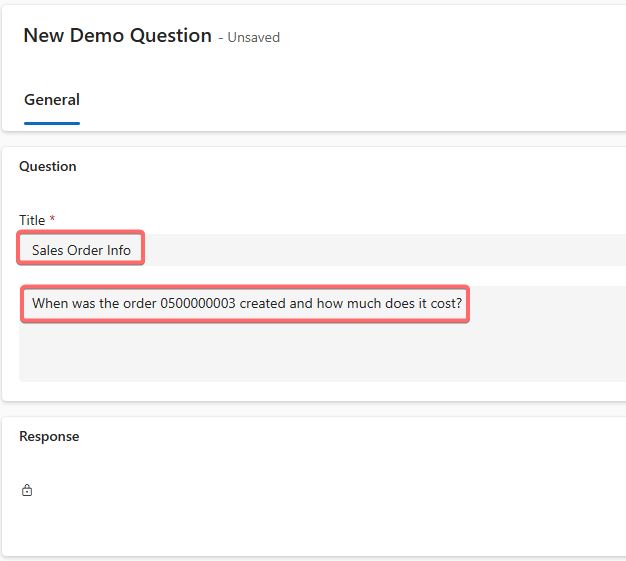 New Demo Question - Unsaved
General
Question
Title *
Sales Order Info
When was the order 0500000003 created and how much does it cost?
Response